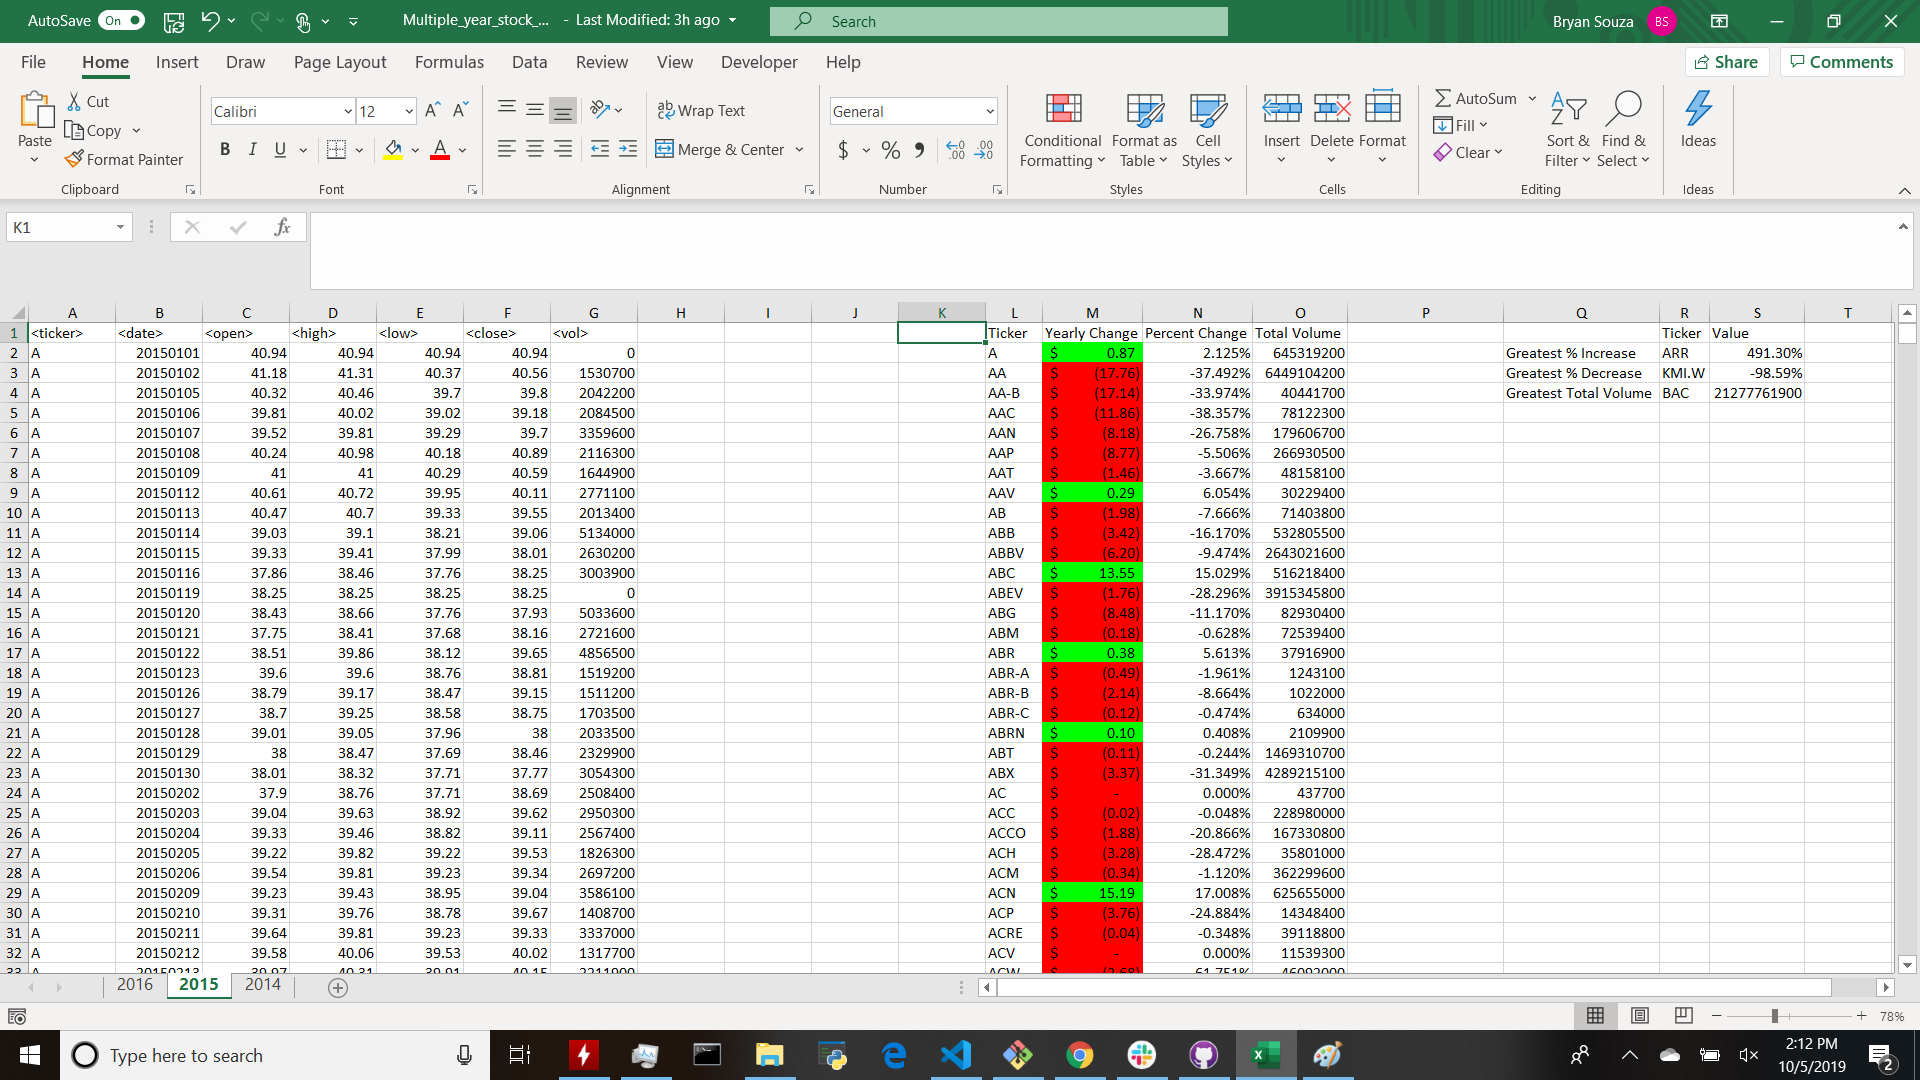 AutoSave On Multiple_year_stock_... - Last Modified: 3h ago Search Bryan Souza BS
File Home Insert Draw Page Layout Formulas Data Review View Developer Help Share Comments
Paste Cut Copy Format Painter Clipboard
Calibri 12 B I U A Font
Wrap Text Merge & Center Alignment
General $ % Number
Conditional Formatting Format as Table Cell Styles Styles
Insert Delete Format Cells
AutoSum Fill Clear Sort & Filter Find & Select Editing
Ideas Ideas
K1 fx
A B C D E F G H I J K L M N O P Q R S T
1 <ticker> <date> <open> <high> <low> <close> <vol> Ticker Yearly Change Percent Change Total Volume Ticker Value
2 A 20150101 40.94 40.94 40.94 40.94 0 A $ 0.87 2.125% 645319200 Greatest % Increase ARR 491.30%
3 A 20150102 41.18 41.31 40.37 40.56 1530700 AA $ (17.76) -37.492% 6449104200 Greatest % Decrease KMI.W -98.59%
4 A 20150105 40.32 40.46 39.7 39.8 2042200 AA-B $ (17.14) -33.974% 40441700 Greatest Total Volume BAC 21277761900
5 A 20150106 39.81 40.02 39.02 39.18 2084500 AAC $ (11.86) -38.357% 78122300
6 A 20150107 39.52 39.81 39.29 39.7 3359600 AAN $ (8.18) -26.758% 179606700
7 A 20150108 40.24 40.98 40.18 40.89 2116300 AAP $ (8.77) -5.506% 266930500
8 A 20150109 41 41 40.29 40.59 1644900 AAT $ (1.46) -3.667% 48158100
9 A 20150112 40.61 40.72 39.95 40.11 2771100 AAV $ 0.29 6.054% 30229400
10 A 20150113 40.47 40.7 39.33 39.55 2013400 AB $ (1.98) -7.666% 71403800
11 A 20150114 39.03 39.1 38.21 39.06 5134000 ABB $ (3.42) -16.170% 532805500
12 A 20150115 39.33 39.41 37.99 38.01 2630200 ABBV $ (6.20) -9.474% 2643021600
13 A 20150116 37.86 38.46 37.76 38.25 3003900 ABC $ 13.55 15.029% 516218400
14 A 20150119 38.25 38.25 38.25 38.25 0 ABEV $ (1.76) -28.296% 3915345800
15 A 20150120 38.43 38.66 37.76 37.93 5033600 ABG $ (8.48) -11.170% 82930400
16 A 20150121 37.75 38.41 37.68 38.16 2721600 ABM $ (0.18) -0.628% 72539400
17 A 20150122 38.51 39.86 38.12 39.65 4856500 ABR $ 0.38 5.613% 37916900
18 A 20150123 39.6 39.6 38.76 38.81 1519200 ABR-A $ (0.49) -1.961% 1243100
19 A 20150126 38.79 39.17 38.47 39.15 1511200 ABR-B $ (2.14) -8.664% 1022000
20 A 20150127 38.7 39.25 38.58 38.75 1703500 ABR-C $ (0.12) -0.474% 634000
21 A 20150128 39.01 39.05 37.96 38 2033500 ABRN $ 0.10 0.408% 2109900
22 A 20150129 38 38.47 37.69 38.46 2329900 ABT $ (0.11) -0.244% 1469310700
23 A 20150130 38.01 38.32 37.71 37.77 3054300 ABX $ (3.37) -31.349% 4289215100
24 A 20150202 37.9 38.76 37.71 38.69 2508400 AC $ - 0.000% 437700
25 A 20150203 39.04 39.63 38.92 39.62 2950300 ACC $ (0.02) -0.048% 228980000
26 A 20150204 39.33 39.46 38.82 39.11 2567400 ACCO $ (1.88) -20.866% 167330800
27 A 20150205 39.22 39.82 39.22 39.53 1826300 ACH $ (3.28) -28.472% 35801000
28 A 20150206 39.54 39.81 39.23 39.34 2697200 ACM $ (0.34) -1.120% 362299600
29 A 20150209 39.23 39.43 38.95 39.04 3586100 ACN $ 15.19 17.008% 625655000
30 A 20150210 39.31 39.76 38.78 39.67 1408700 ACP $ (3.76) -24.884% 14348400
31 A 20150211 39.64 39.81 39.23 39.33 3337000 ACRE $ (0.04) -0.348% 39118800
32 A 20150212 39.58 40.06 39.53 40.02 1317700 ACV $ - 0.000% 11539300
2016 2015 2014
78%
Type here to search 2:12 PM
10/5/2019 2